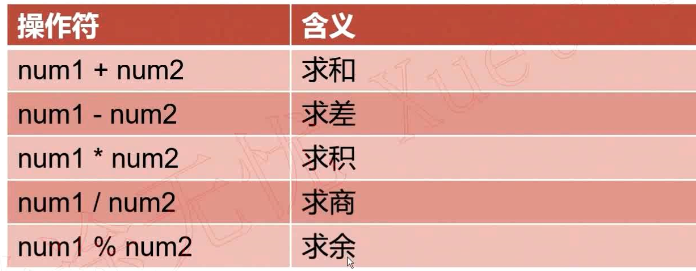 操作符 含义
num1 + num2 求和
num1 - num2 求差
num1 * num2 求积
num1 / num2 求商
num1 % num2 求余